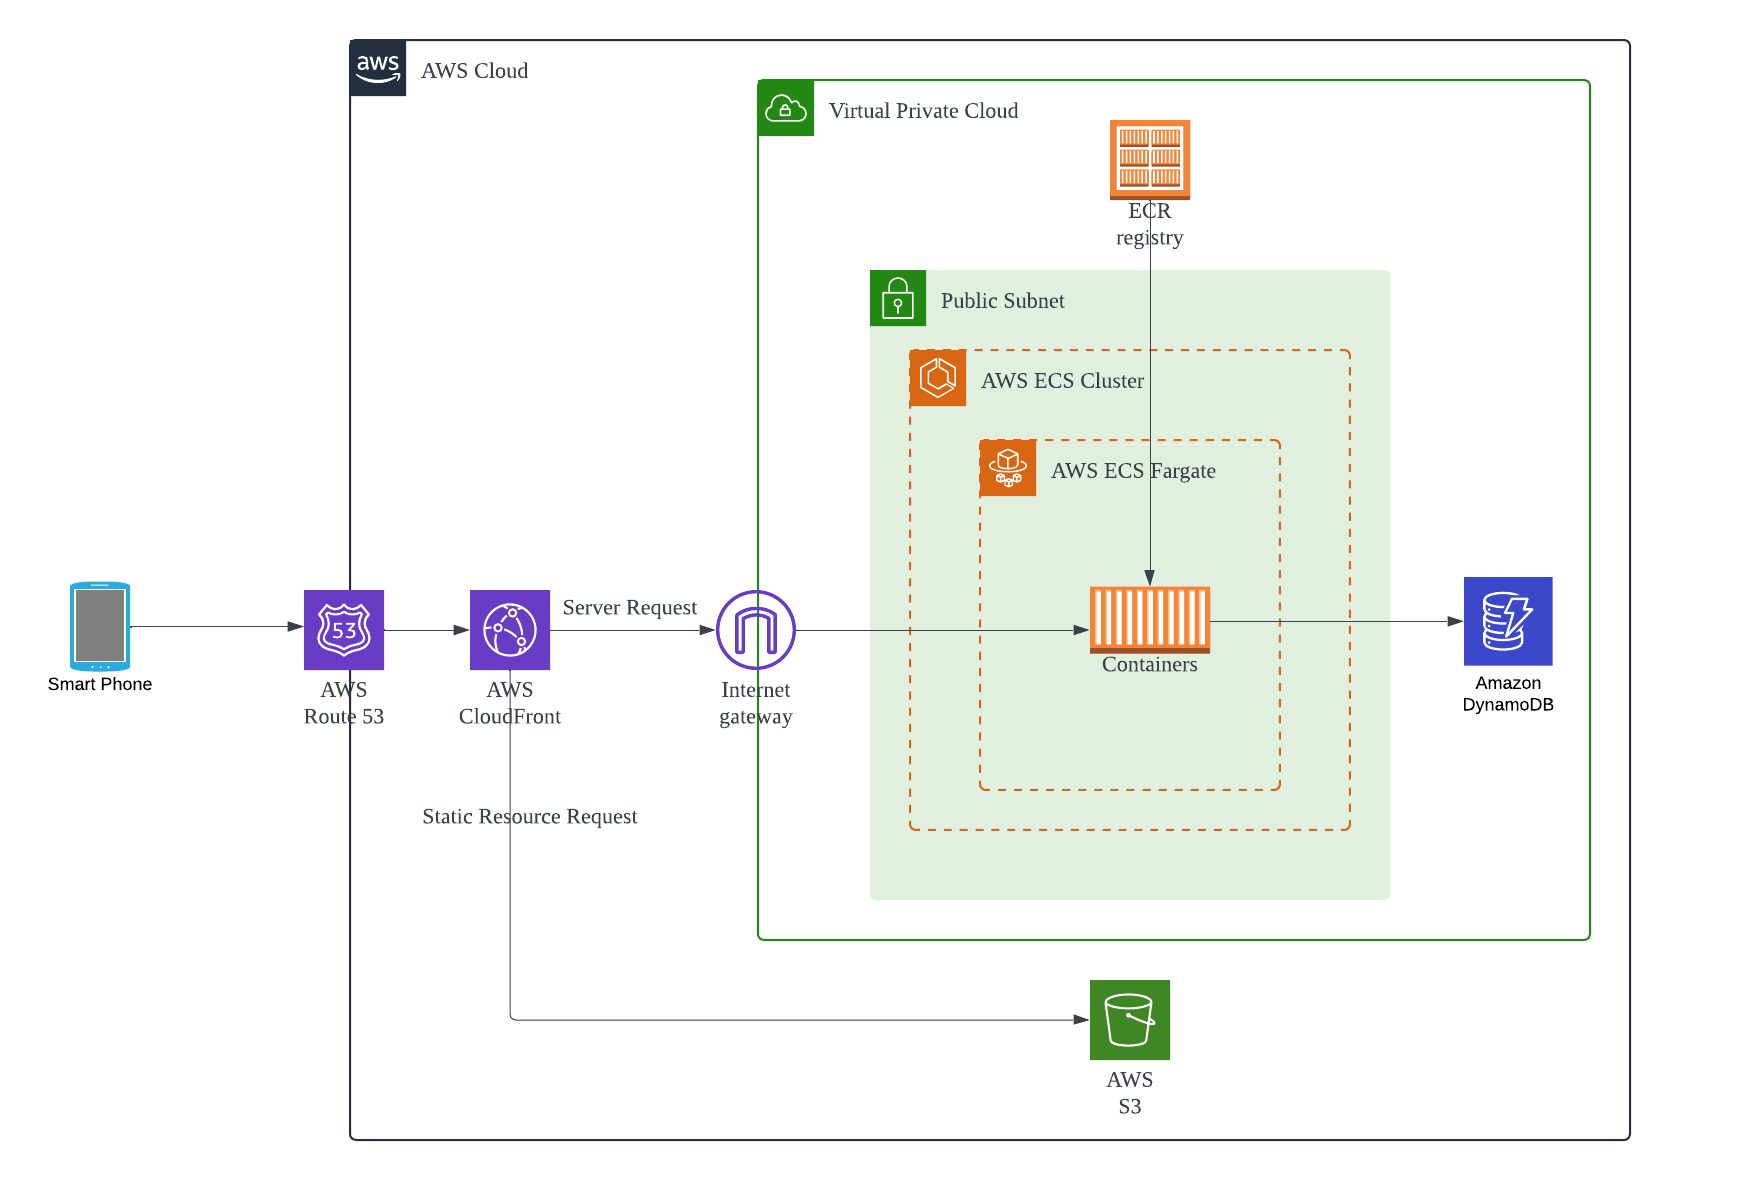 aws
AWS Cloud
Virtual Private Cloud
ECR
registry
Public Subnet
AWS ECS Cluster
AWS ECS Fargate
Smart Phone
53
AWS
Route 53
AWS
CloudFront
Server Request
Internet
gateway
Containers
Amazon
DynamoDB
Static Resource Request
AWS
S3